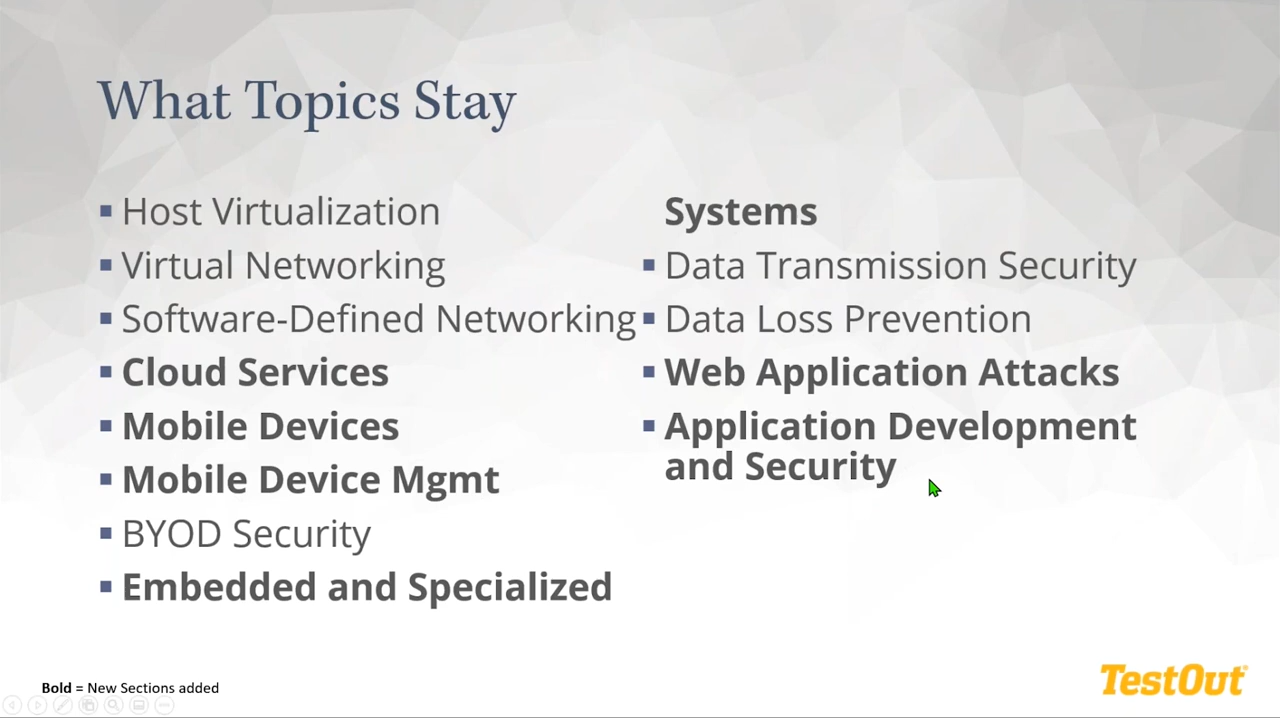 What Topics Stay
Host Virtualization
Virtual Networking
Software-Defined Networking
Cloud Services
Mobile Devices
Mobile Device Mgmt
BYOD Security
Embedded and Specialized
Systems
Data Transmission Security
Data Loss Prevention
Web Application Attacks
Application Development
and Security
Bold = New Sections added
TestOut